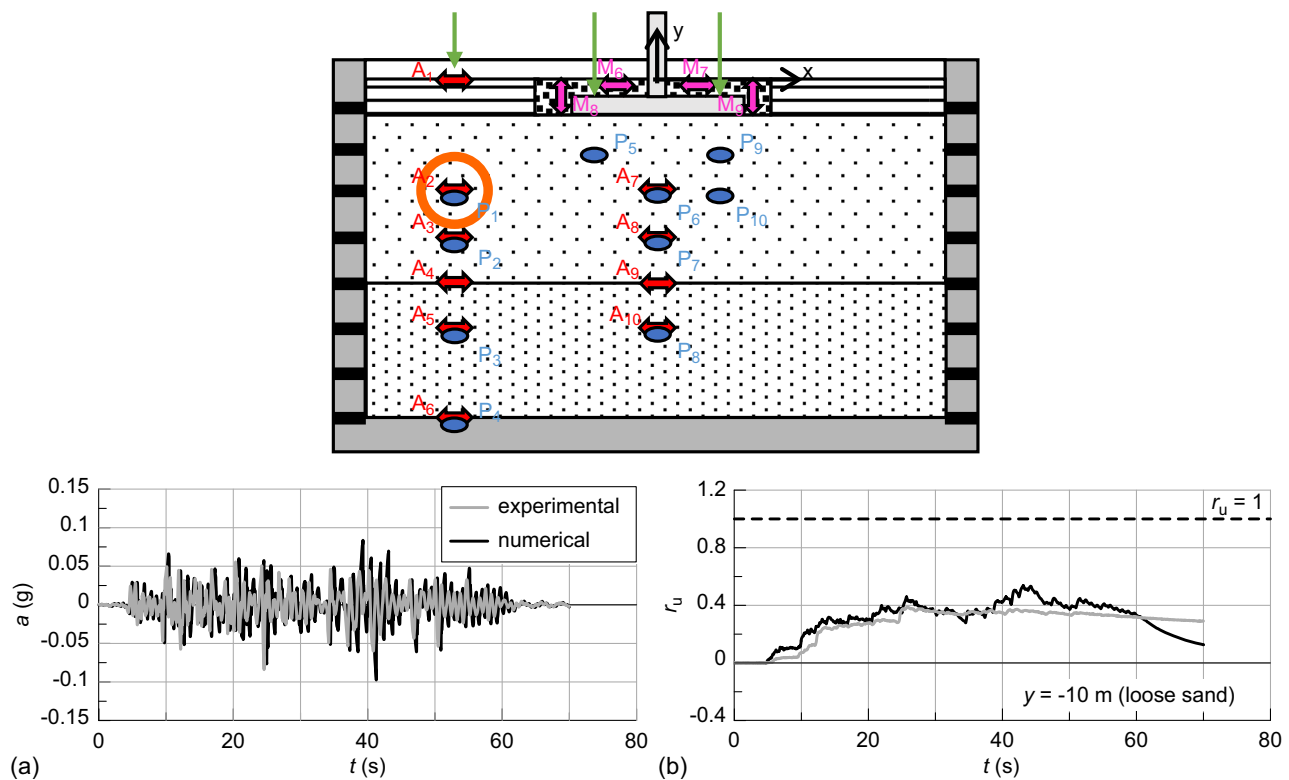 y
A1 M6 M7 x
M8 M9
P5 P9
A2 A7
P1 P6 P10
A3 A8
P2 P7
A4 A9
A5 A10
P3 P8
A6 P4
0.15
0.1
0.05
0
-0.05
-0.1
-0.15
a (g)
experimental
numerical
0 20 40 60 80
(a) t (s)
1.2
0.8
0.4
0
-0.4
ru
ru = 1
y = -10 m (loose sand)
0 20 40 60 80
(b) t (s)